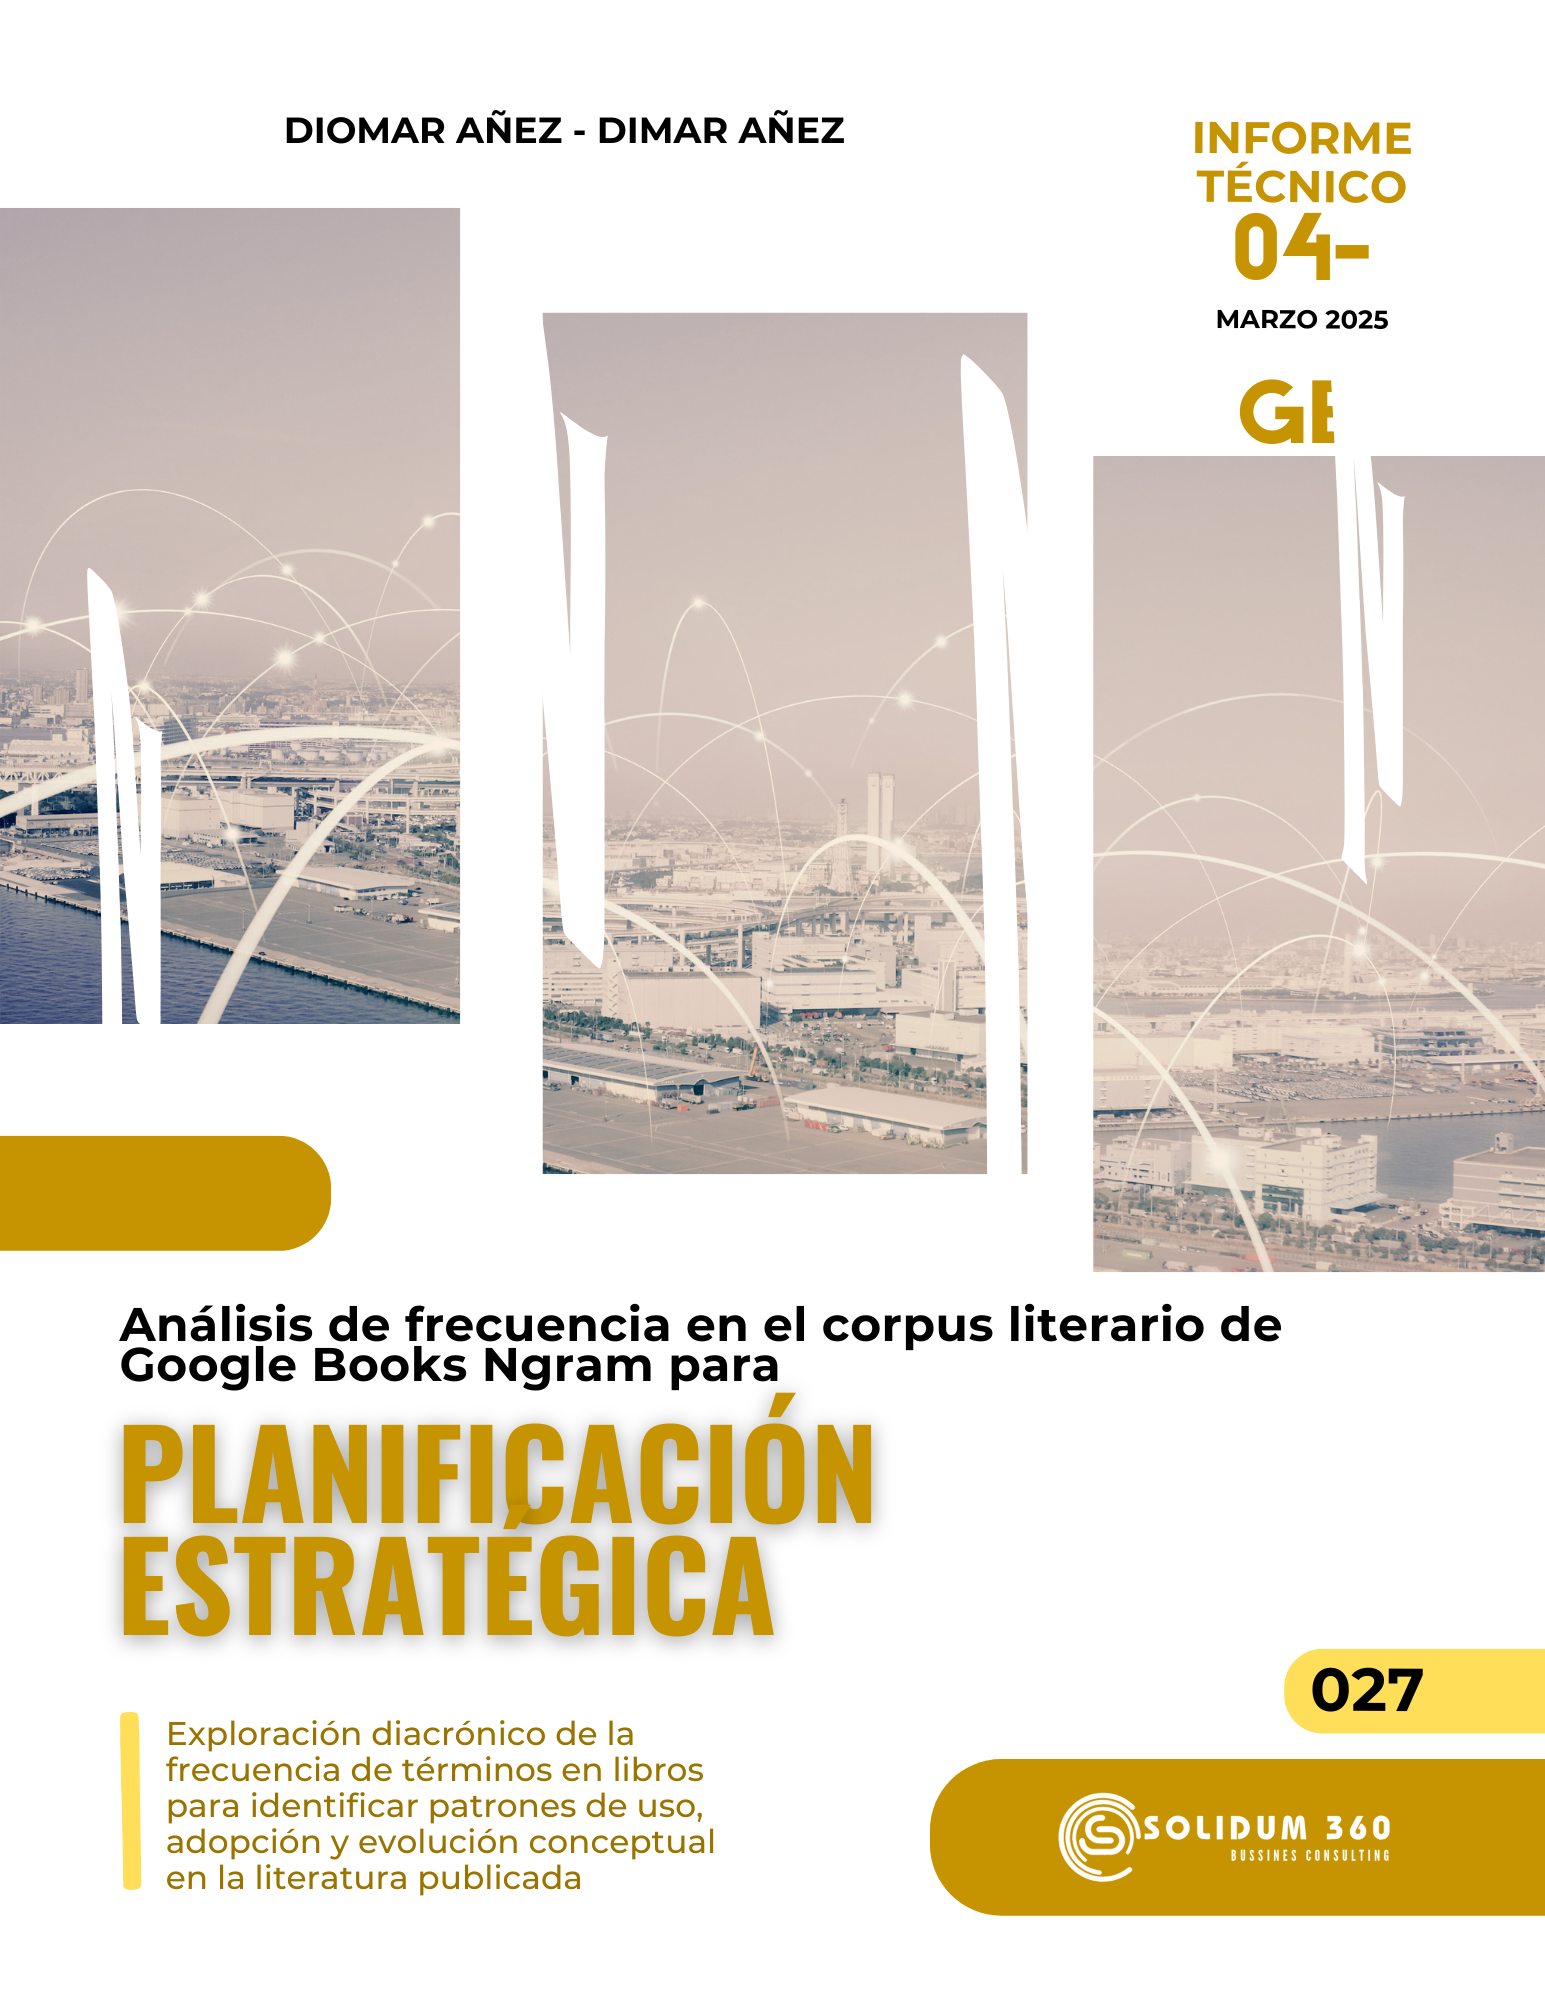 DIOMAR AÑEZ - DIMAR AÑEZ
INFORME
TÉCNICO
04-
MARZO 2025
Análisis de frecuencia en el corpus literario de
Google Books Ngram para
PLANIFICACIÓN
ESTRATÉGICA
Exploración diacrónico de la
frecuencia de términos en libros
para identificar patrones de uso,
adopción y evolución conceptual
en la literatura publicada
027
SOLIDUM 360
BUSSINES CONSULTING